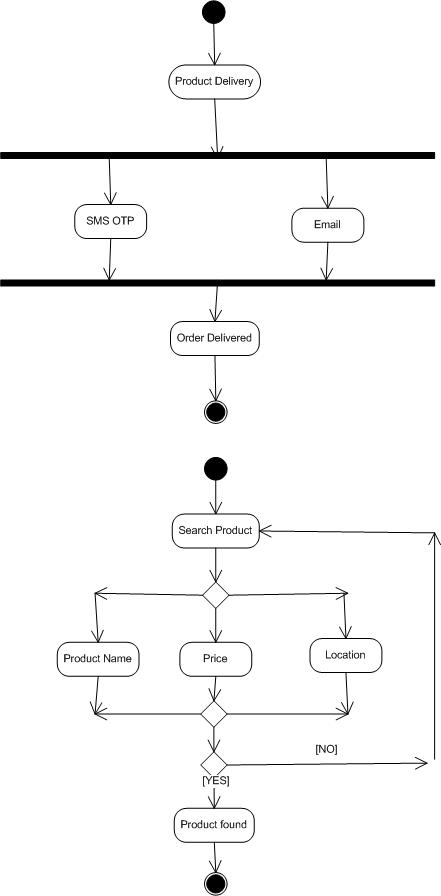 Product Delivery
SMS OTP
Email
Order Delivered
Search Product
Product Name
Price
Location
[NO]
[YES]
Product found